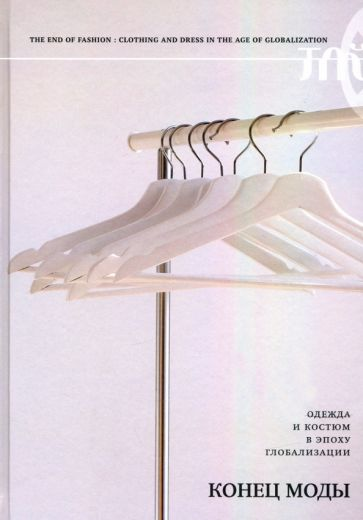 THE END OF FASHION : CLOTHING AND DRESS IN THE AGE OF GLOBALIZATION
ОДЕЖДА
И КОСТЮМ
В ЭПОХУ
ГЛОБАЛИЗАЦИИ
КОНЕЦ МОДЫ